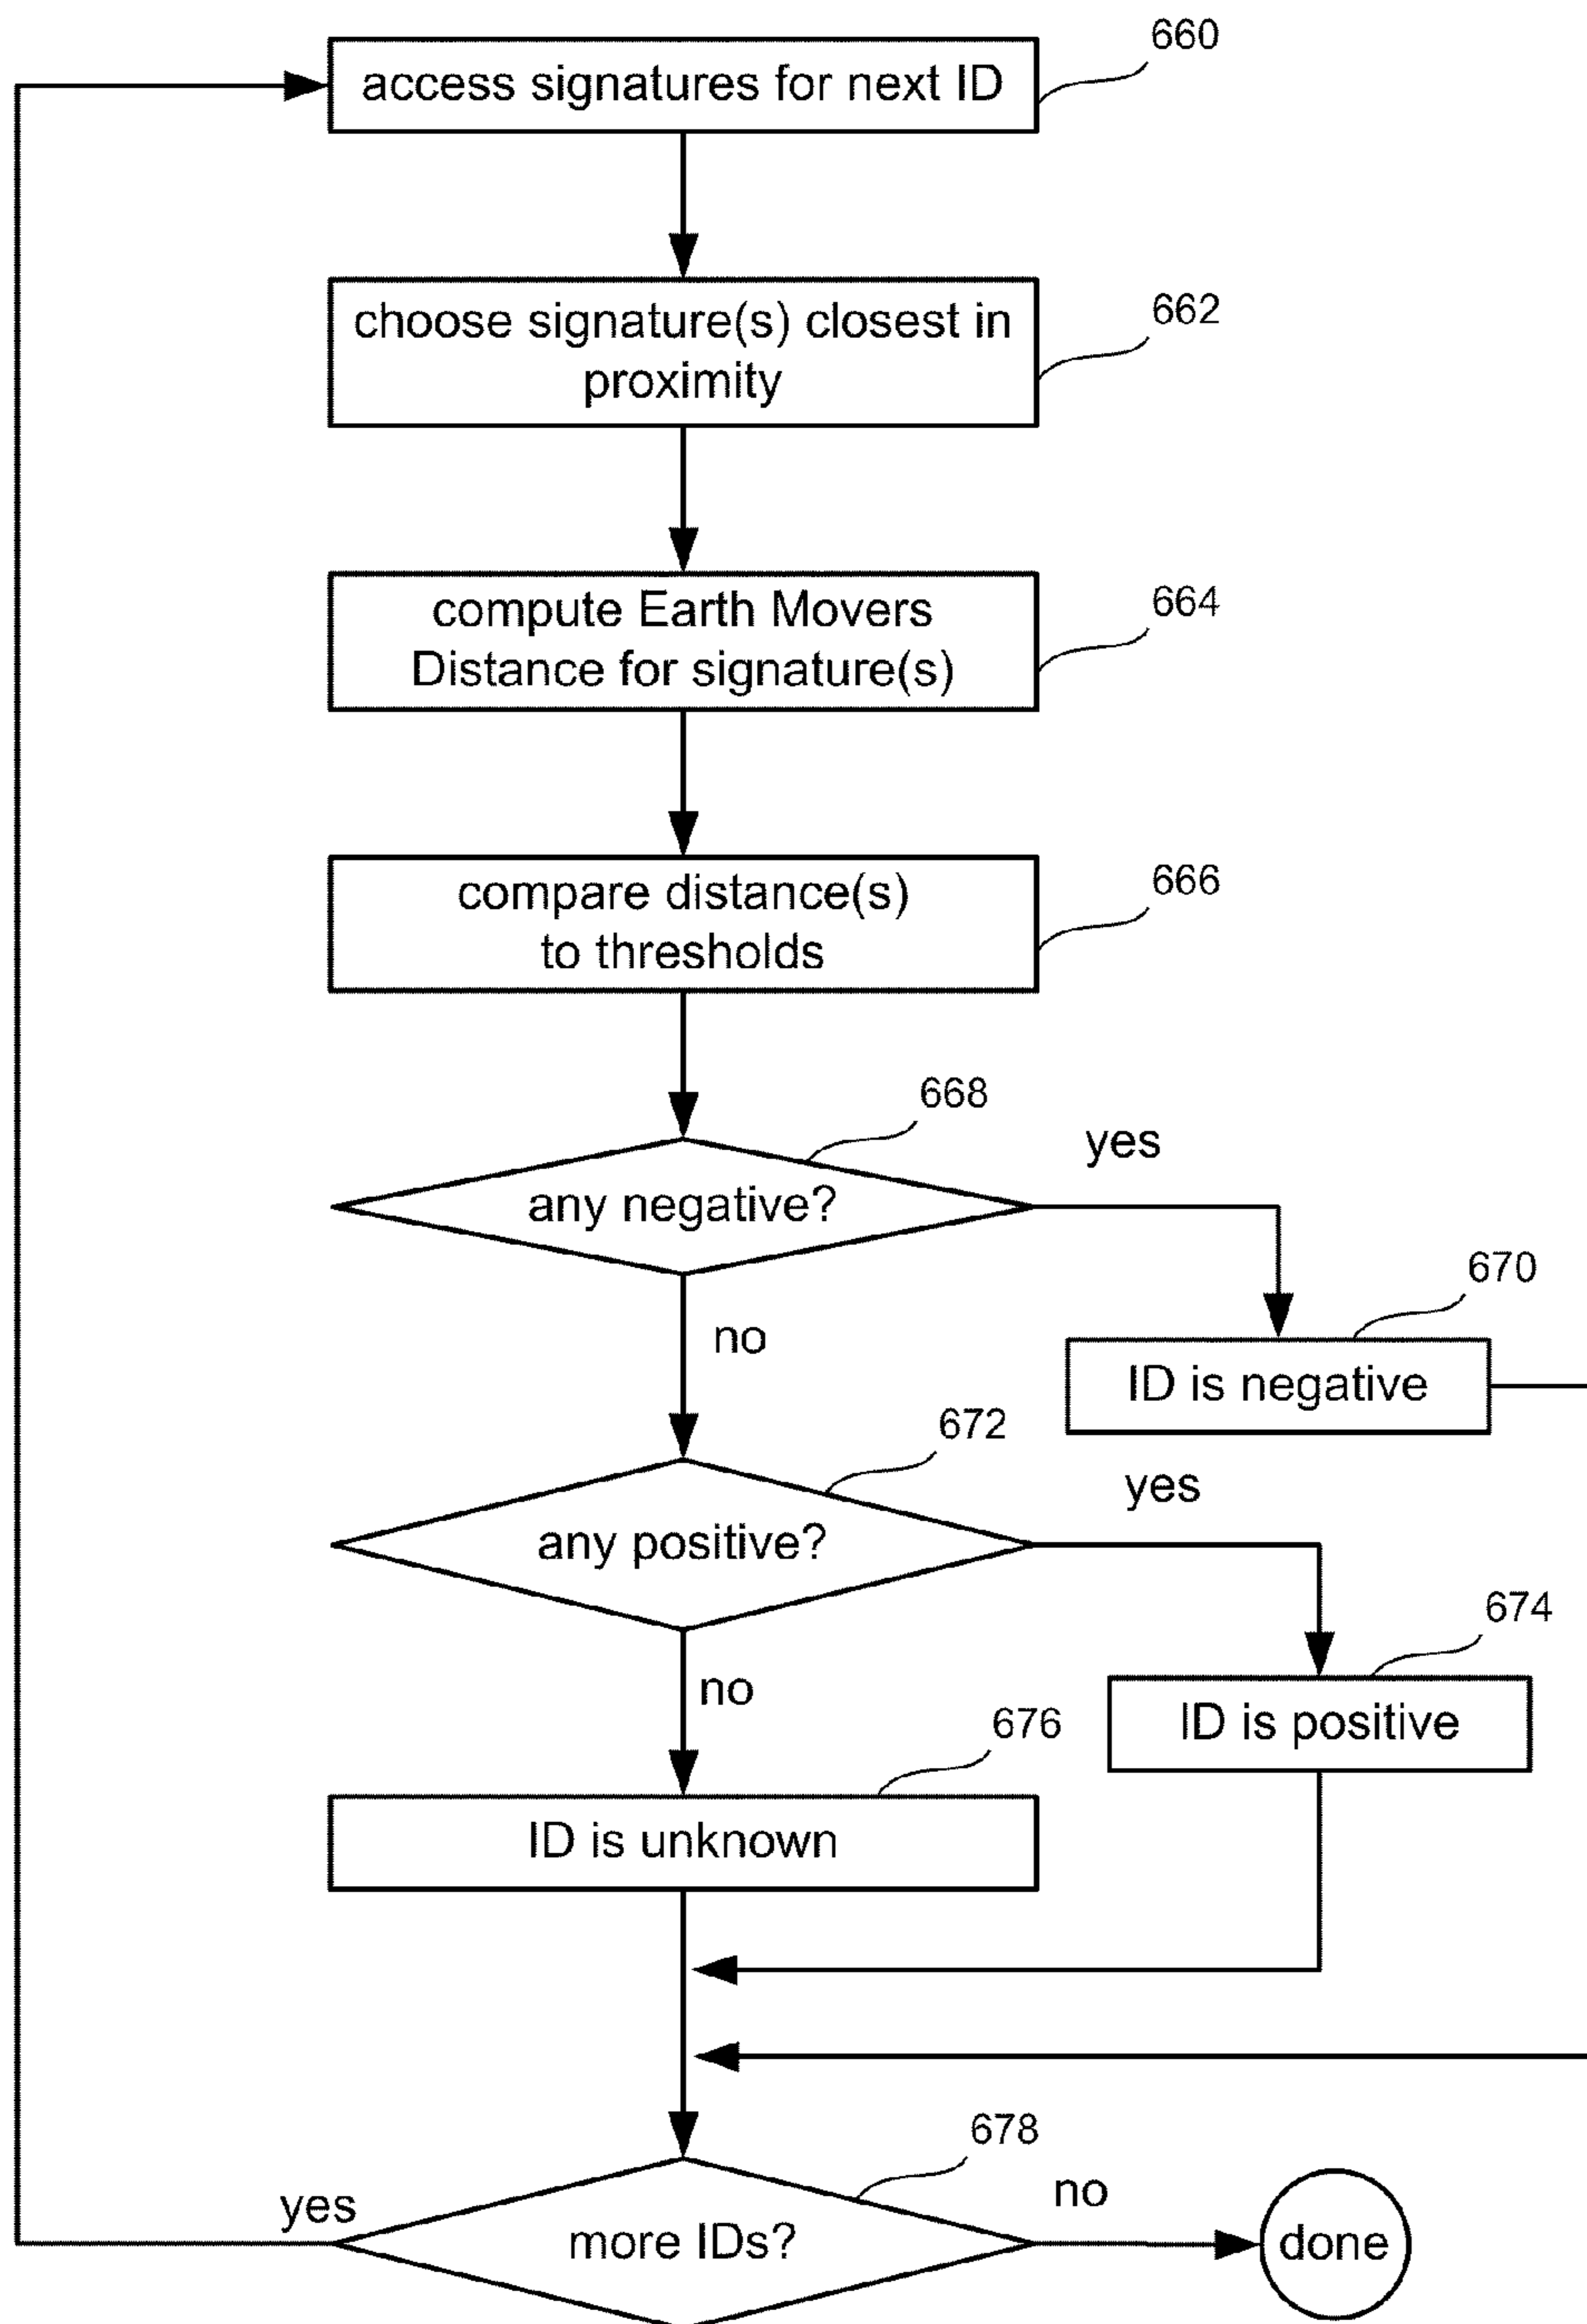 660
access signatures for next ID
662
choose signature(s) closest in
proximity
664
compute Earth Movers
Distance for signature(s)
666
compare distance(s)
to thresholds
668
yes
any negative?
670
no
ID is negative
672
yes
any positive?
674
no
676
ID is positive
ID is unknown
678
yes
no
more IDs?
done